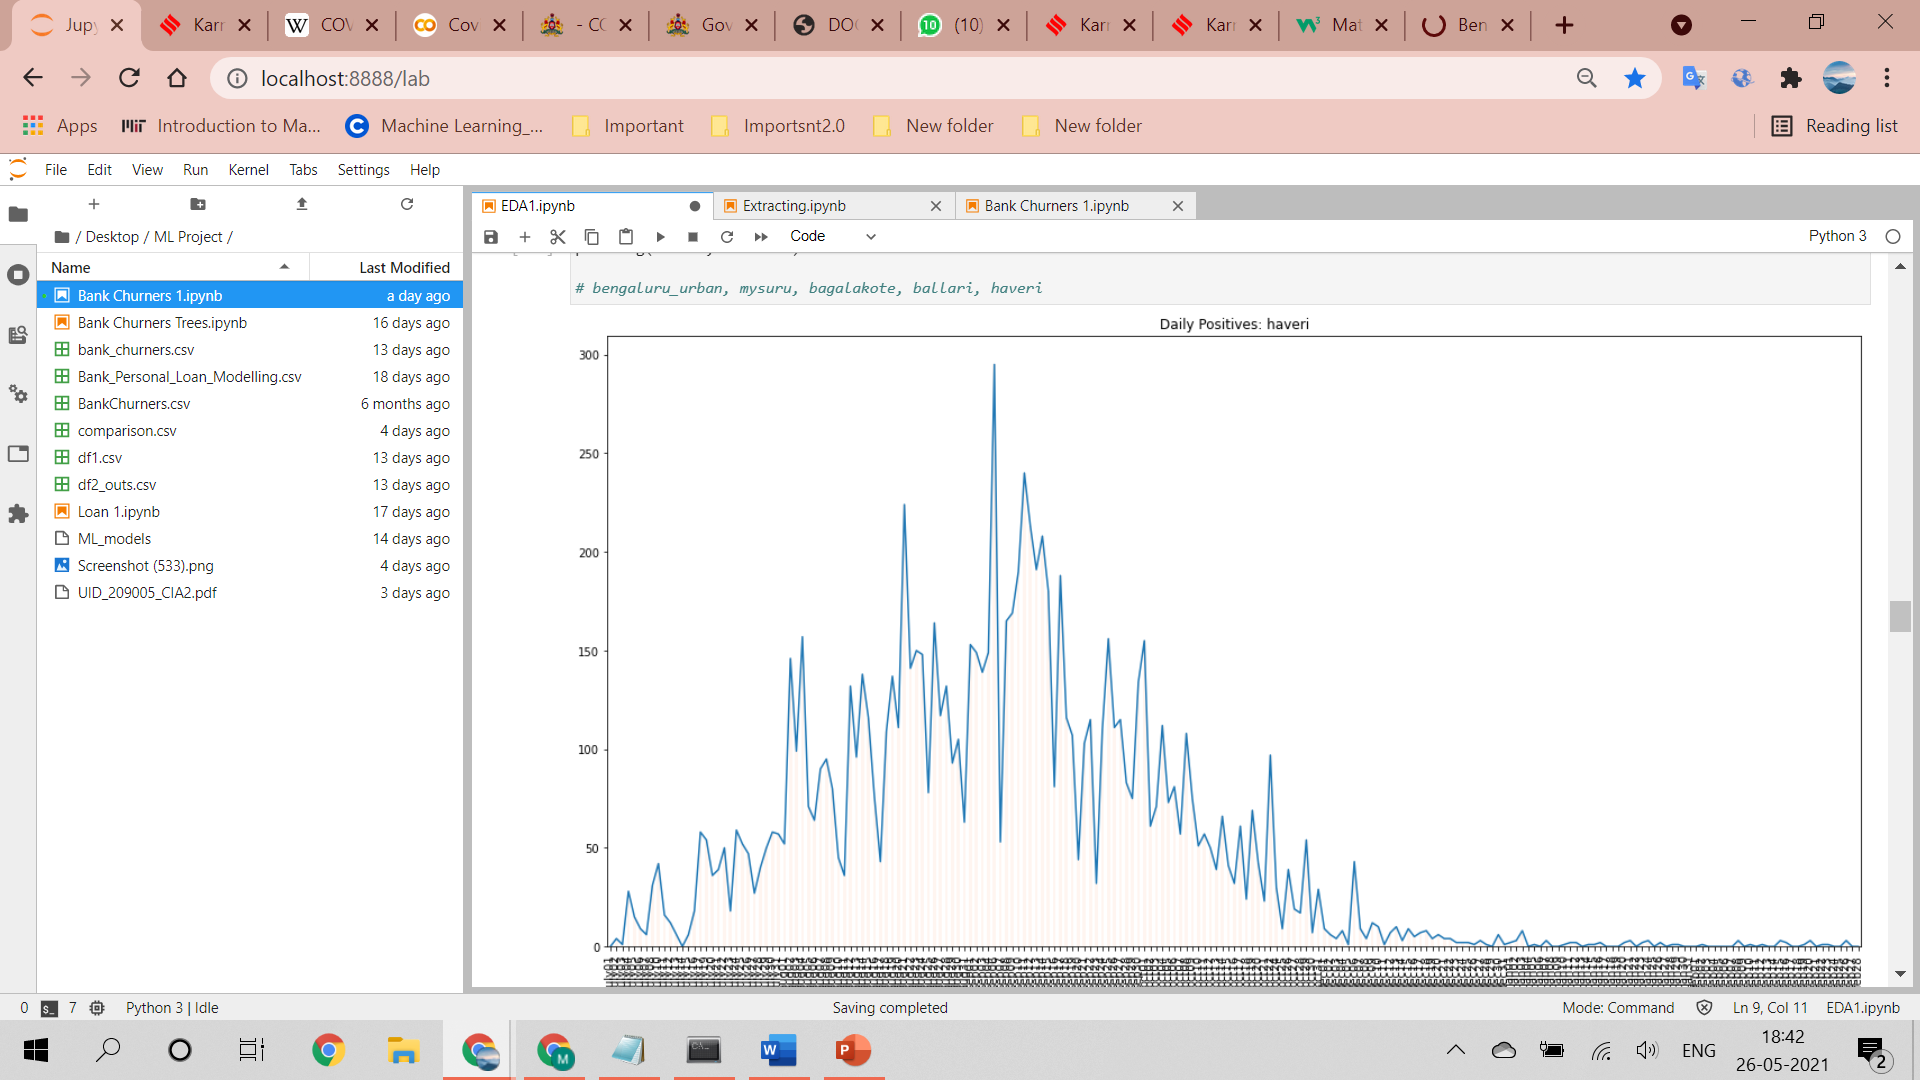 Jup
Karr
COV
Cov
- CC
Gov
DO
(10)
Karr
Karr
Mat
Ben
localhost:8888/lab
Apps
Introduction to Ma...
Machine Learning_...
Important
Importsnt2.0
New folder
New folder
Reading list
File Edit View Run Kernel Tabs Settings Help
EDA1.ipynb
Extracting.ipynb
Bank Churners 1.ipynb
/ Desktop / ML Project /
Code
Python 3
Name Last Modified
Bank Churners 1.ipynb a day ago
Bank Churners Trees.ipynb 16 days ago
bank_churners.csv 13 days ago
Bank_Personal_Loan_Modelling.csv 18 days ago
BankChurners.csv 6 months ago
comparison.csv 4 days ago
df1.csv 13 days ago
df2_outs.csv 13 days ago
Loan 1.ipynb 17 days ago
ML_models 14 days ago
Screenshot (533).png 4 days ago
UID_209005_CIA2.pdf 3 days ago
# bengaluru_urban, mysuru, bagalakote, ballari, haveri
Daily Positives: haveri
300
250
200
150
100
50
0
0 7 Python 3 | Idle
Saving completed
Mode: Command
Ln 9, Col 11
EDA1.ipynb
ENG
18:42
26-05-2021
2